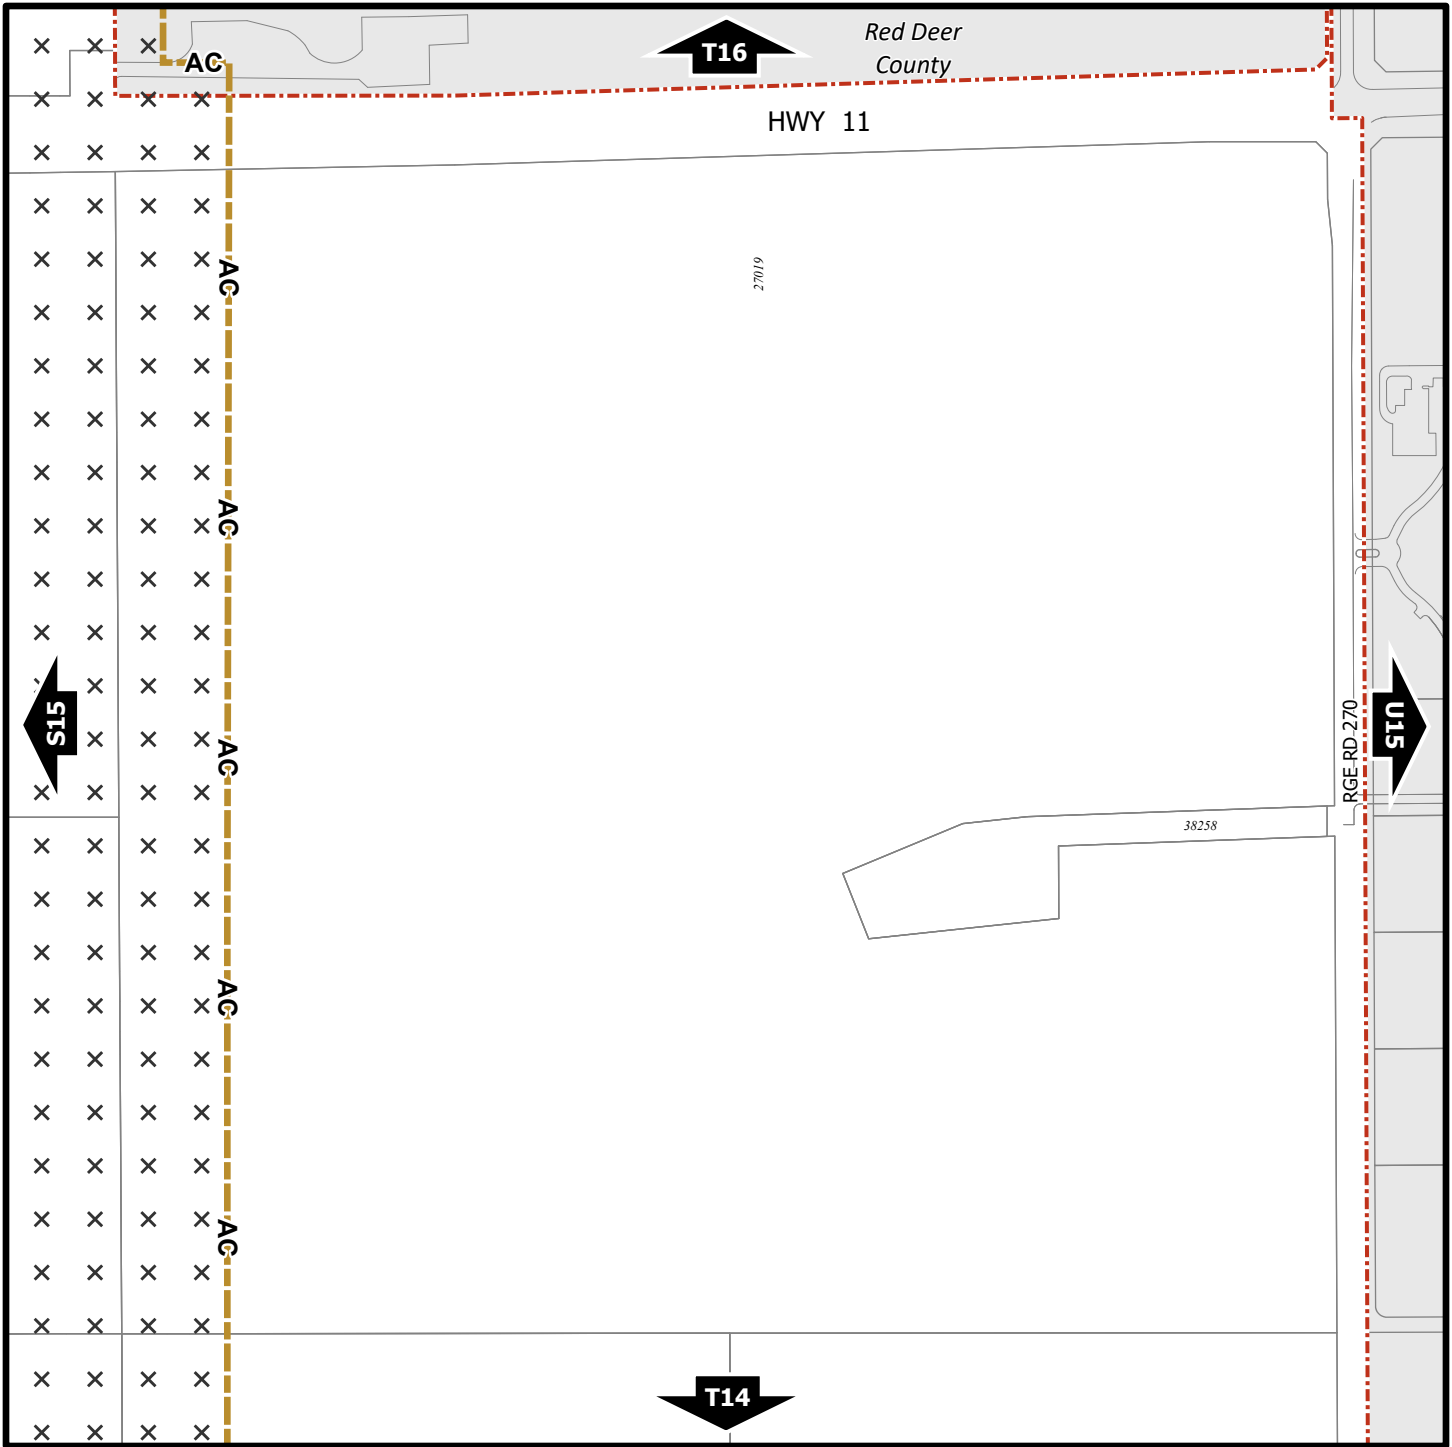 T16
Red Deer
County
AC
HWY 11
27019
AC
AC
S15
RGE RD 270
U15
AC
38258
AC
AC
T14